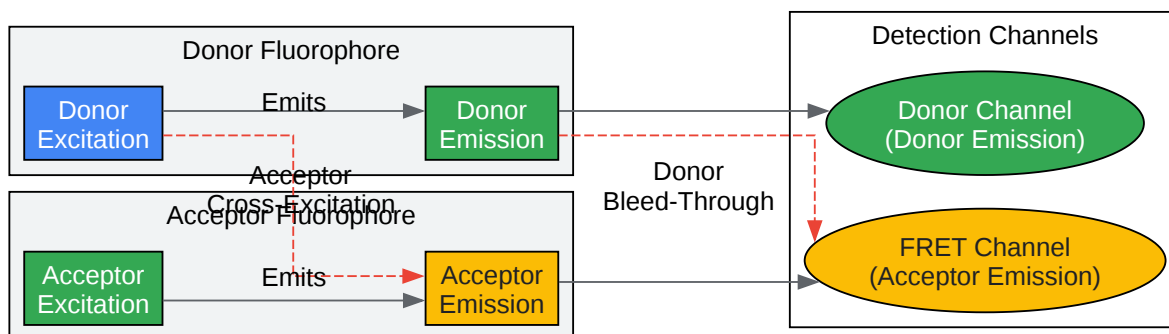 Donor Fluorophore
Donor
Excitation
Emits
Donor
Emission
Acceptor
Cross-Excitation
Acceptor Fluorophore
Acceptor
Excitation
Emits
Acceptor
Emission
Donor
Bleed-Through
Detection Channels
Donor Channel
(Donor Emission)
FRET Channel
(Acceptor Emission)